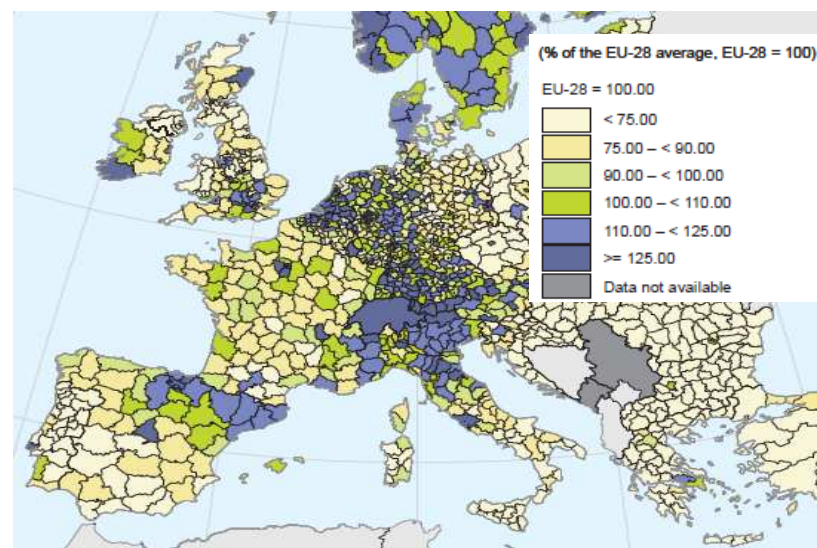 (% of the EU-28 average, EU-28 = 100)
EU-28 = 100.00
< 75.00
75.00 – < 90.00
90.00 – < 100.00
100.00 – < 110.00
110.00 – < 125.00
>= 125.00
Data not available